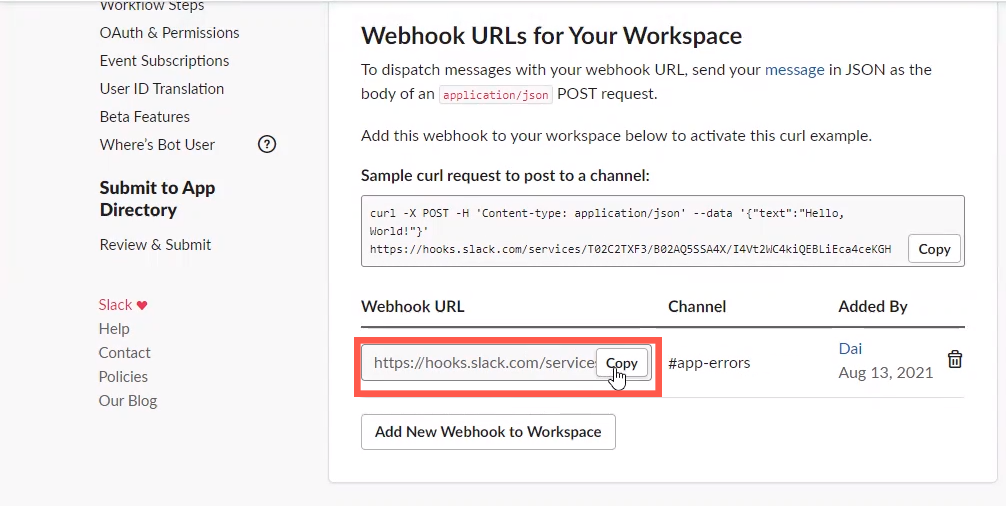 Workflow Steps
OAuth & Permissions
Event Subscriptions
User ID Translation
Beta Features
Where's Bot User
?
Submit to App
Directory
Review & Submit
Slack ♥
Help
Contact
Policies
Our Blog
Webhook URLs for Your Workspace
To dispatch messages with your webhook URL, send your message in JSON as the
body of an application/json POST request.
Add this webhook to your workspace below to activate this curl example.
Sample curl request to post to a channel:
curl -X POST -H 'Content-type: application/json' --data '{"text":"Hello,
World!"}'
https://hooks.slack.com/services/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
Copy
Webhook URL Channel Added By
https://hooks.slack.com/services Copy #app-errors Dai
Aug 13, 2021
Add New Webhook to Workspace